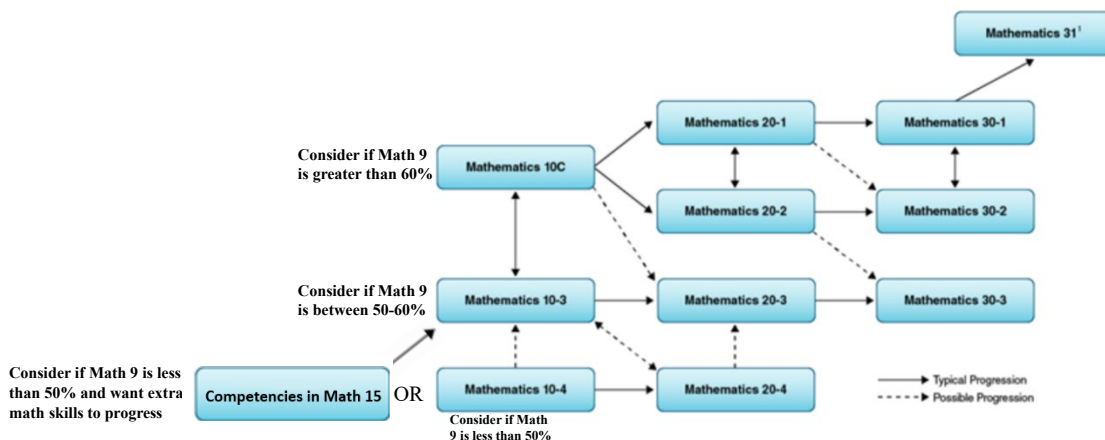 Mathematics 31¹
Mathematics 20-1
Mathematics 30-1
Consider if Math 9
is greater than 60%
Mathematics 10C
Mathematics 20-2
Mathematics 30-2
Consider if Math 9
is between 50-60%
Mathematics 10-3
Mathematics 20-3
Mathematics 30-3
Consider if Math 9 is less
than 50% and want extra
math skills to progress
Competencies in Math 15
OR
Mathematics 10-4
Mathematics 20-4
Consider if Math
9 is less than 50%
Typical Progression
Possible Progression